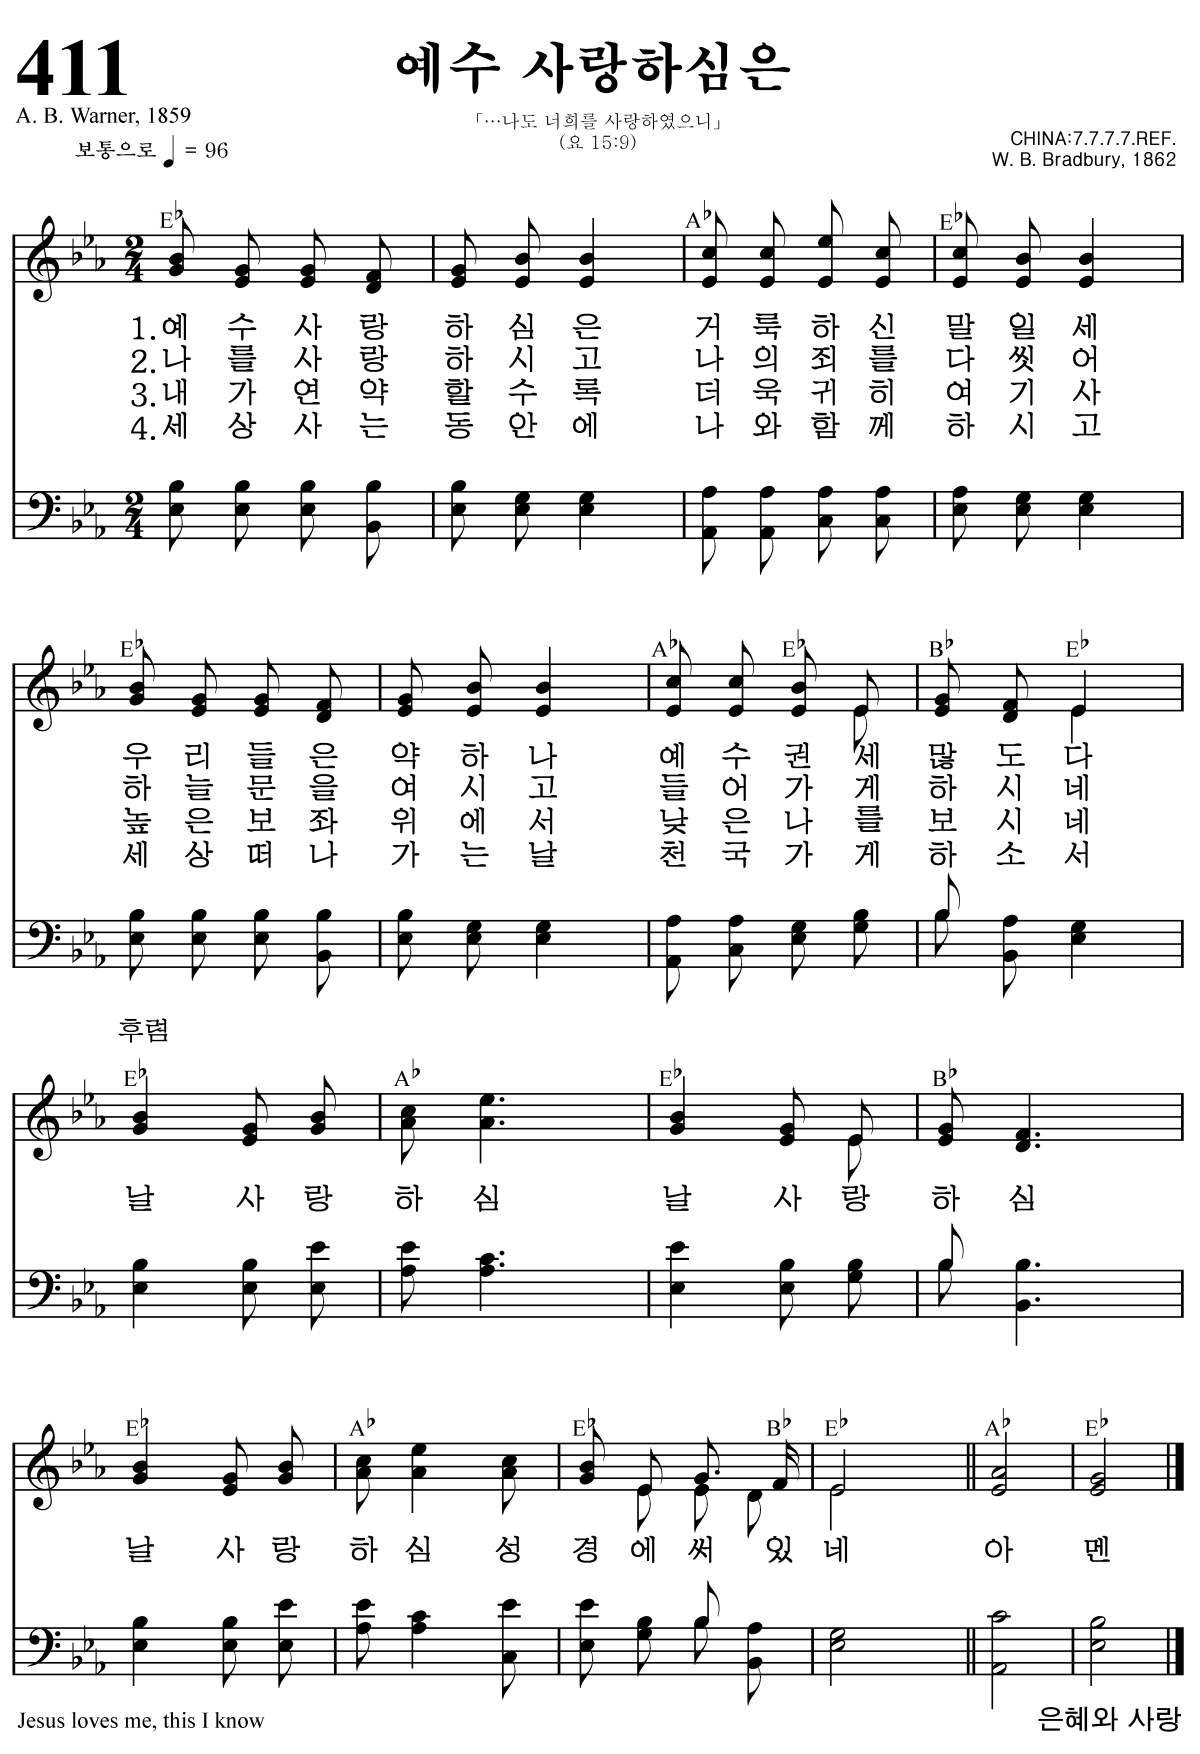 411
예수 사랑하심은
A. B. Warner, 1859
「…나도 너희를 사랑하였으니」
(요 15:9)
보통으로 ♩ = 96
CHINA:7.7.7.7.REF.
W. B. Bradbury, 1862
E♭ A♭ E♭
1.예 수 사 랑 하 심 은 거 룩 하 신 말 일 세
2.나 를 사 랑 하 시 고 나 의 죄 를 다 씻 어
3.내 가 연 약 할 수 록 더 욱 귀 히 여 기 사
4.세 상 사 는 동 안 에 나 와 함 께 하 시 고
E♭ A♭ E♭ B♭ E♭
우 리 들 은 약 하 나 예 수 권 세 많 도 다
하 늘 문 을 여 시 고 들 어 가 게 하 시 네
높 은 보 좌 위 에 서 낮 은 나 를 보 시 네
세 상 떠 나 가 는 날 천 국 가 게 하 소 서
후렴
E♭ A♭ E♭ B♭
날 사 랑 하 심 날 사 랑 하 심
E♭ A♭ E♭ B♭ E♭ A♭ E♭
날 사 랑 하 심 성 경 에 써 있 네 아 멘
Jesus loves me, this I know
은혜와 사랑